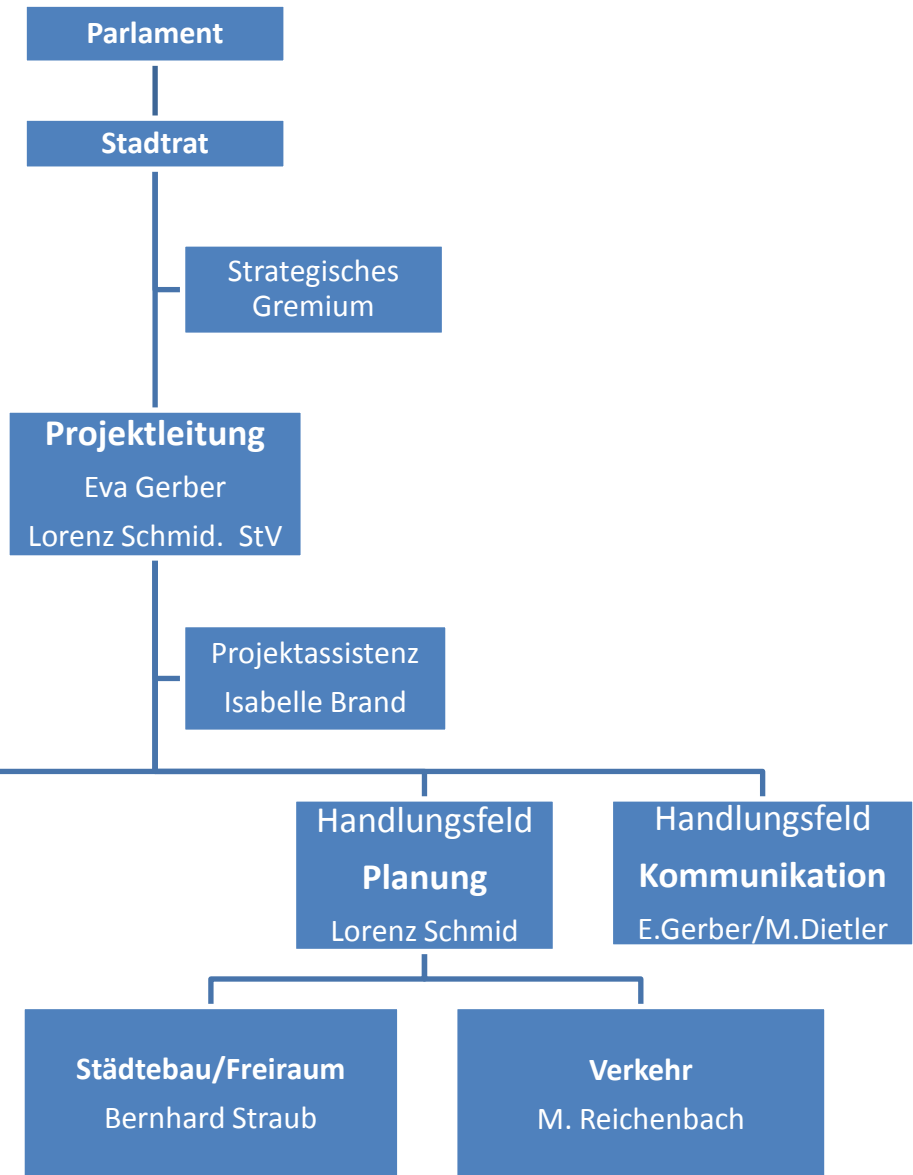 Parlament
Stadtrat
Strategisches
Gremium
Projektleitung
Eva Gerber
Lorenz Schmid.  StV
Projektassistenz
Isabelle Brand
Handlungsfeld
Planung
Lorenz Schmid
Handlungsfeld
Kommunikation
E.Gerber/M.Dietler
Städtebau/Freiraum
Bernhard Straub
Verkehr
M. Reichenbach